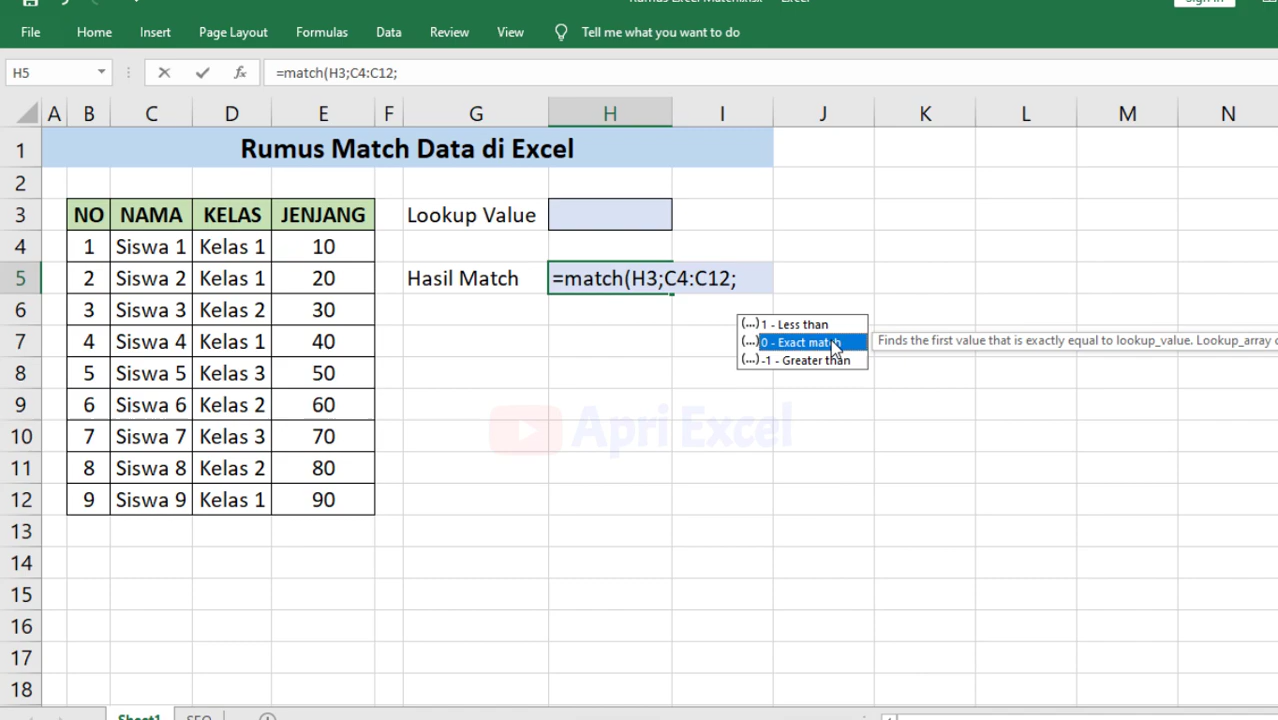 File Home Insert Page Layout Formulas Data Review View Tell me what you want to do
H5 fx =match(H3;C4:C12;
A B C D E F G H I J K L M N
1 Rumus Match Data di Excel
2
3 NO NAMA KELAS JENJANG Lookup Value
4 1 Siswa 1 Kelas 1 10
5 2 Siswa 2 Kelas 1 20 Hasil Match =match(H3;C4:C12;
6 3 Siswa 3 Kelas 2 30
(...) 1 - Less than
7 4 Siswa 4 Kelas 1 40 (...) 0 - Exact match Finds the first value that is exactly equal to lookup_value. Lookup_array
(...) -1 - Greater than
8 5 Siswa 5 Kelas 3 50
9 6 Siswa 6 Kelas 2 60
10 7 Siswa 7 Kelas 3 70 Apri Excel
11 8 Siswa 8 Kelas 2 80
12 9 Siswa 9 Kelas 1 90
13
14
15
16
17
18